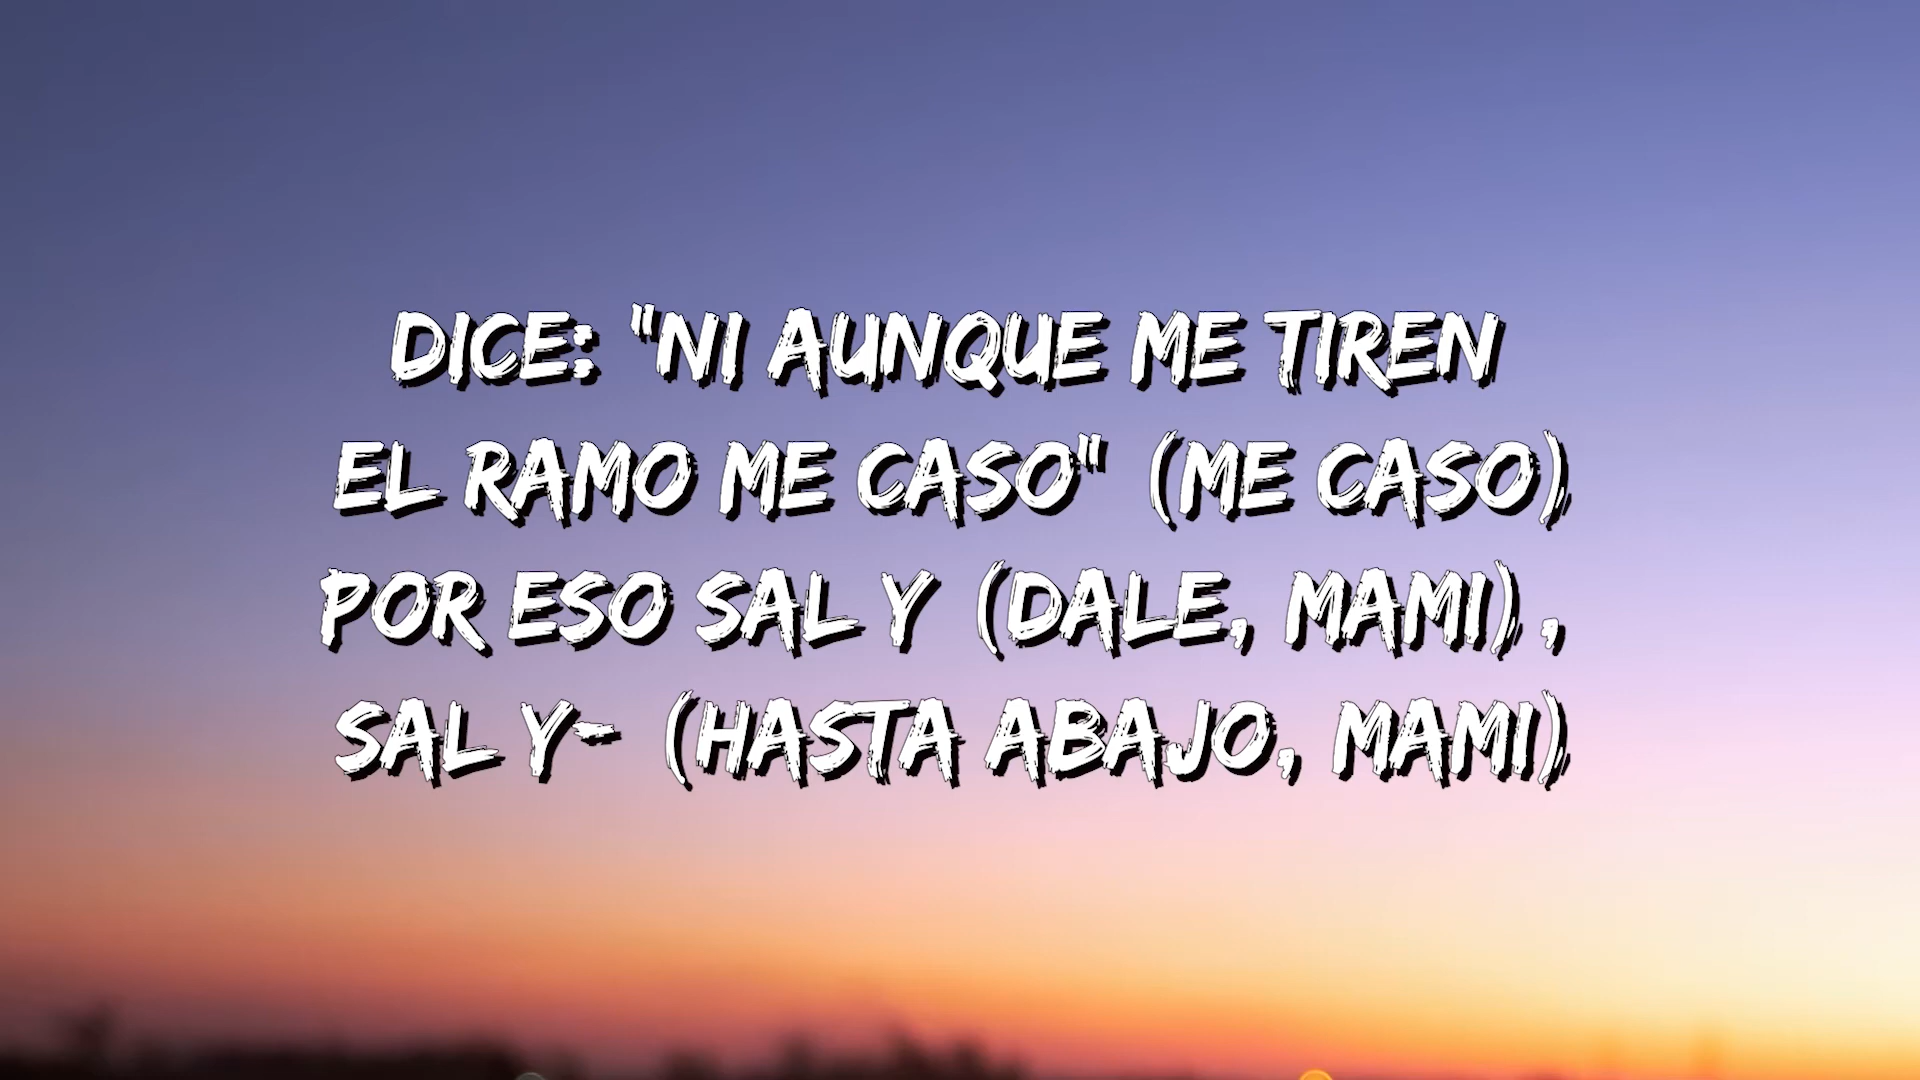 DICE: "NI AUNQUE ME TIREN
EL RAMO ME CASO" (ME CASO)
POR ESO SAL Y (DALE, MAMI),
SAL Y- (HASTA ABAJO, MAMI)